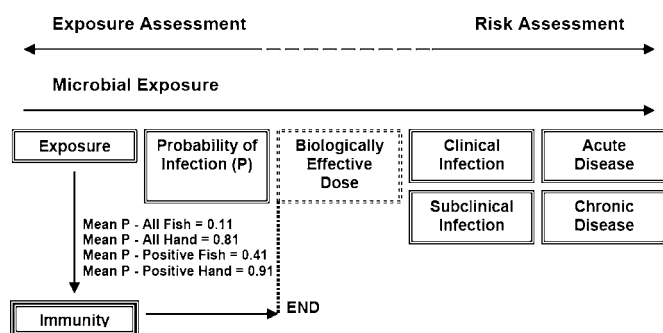 Exposure Assessment
Risk Assessment
Microbial Exposure
Exposure
Probability of
Infection (P)
Biologically
Effective
Dose
Clinical
Infection
Acute
Disease
Subclinical
Infection
Chronic
Disease
Mean P - All Fish = 0.11
Mean P - All Hand = 0.81
Mean P - Positive Fish = 0.41
Mean P - Positive Hand = 0.91
Immunity
END